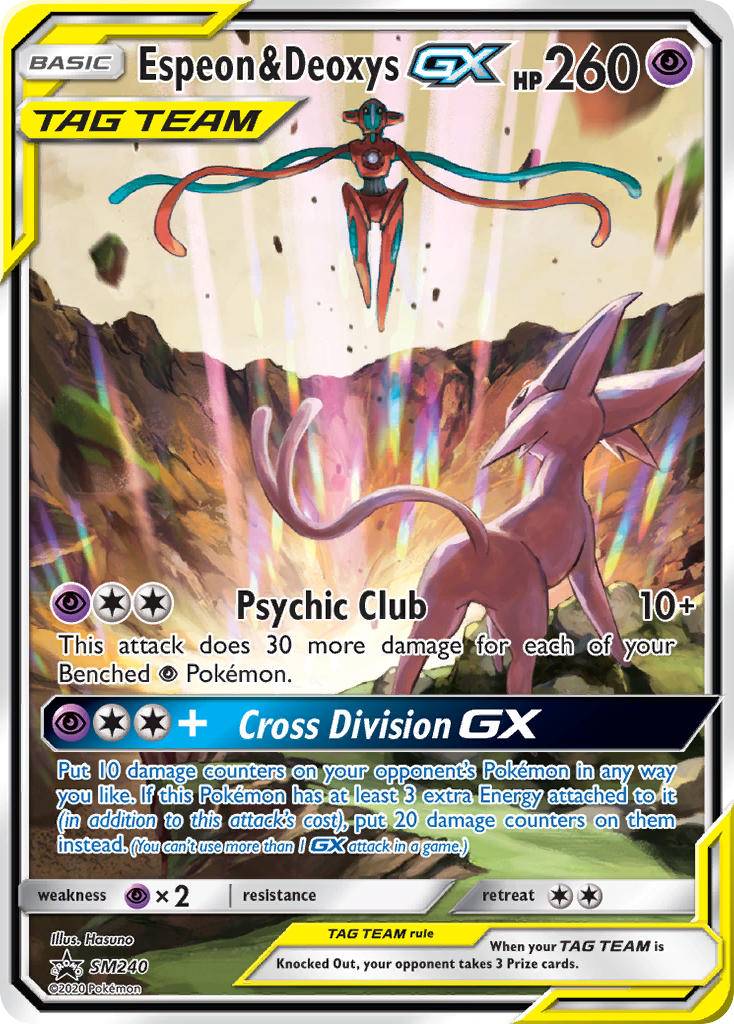 BASIC Espeon&Deoxys GX HP 260
TAG TEAM
Psychic Club 10+
This attack does 30 more damage for each of your
Benched Pokémon.
+ Cross Division GX
Put 10 damage counters on your opponent's Pokémon in any way
you like. If this Pokémon has at least 3 extra Energy attached to it
(in addition to this attack's cost), put 20 damage counters on them
instead. (You can't use more than 1 GX attack in a game.)
weakness ×2 resistance retreat
Illus. Hasuno
PROMO SM240
©2020 Pokémon
TAG TEAM rule
When your TAG TEAM is
Knocked Out, your opponent takes 3 Prize cards.